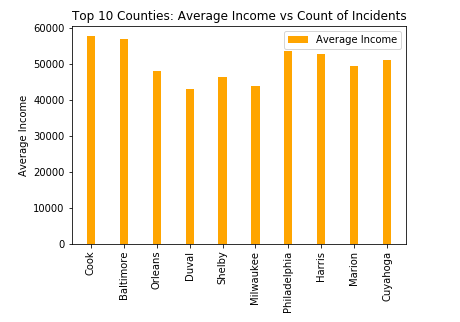 Top 10 Counties: Average Income vs Count of Incidents
Average Income
60000
50000
40000
30000
20000
10000
0
Average Income
Cook
Baltimore
Orleans
Duval
Shelby
Milwaukee
Philadelphia
Harris
Marion
Cuyahoga